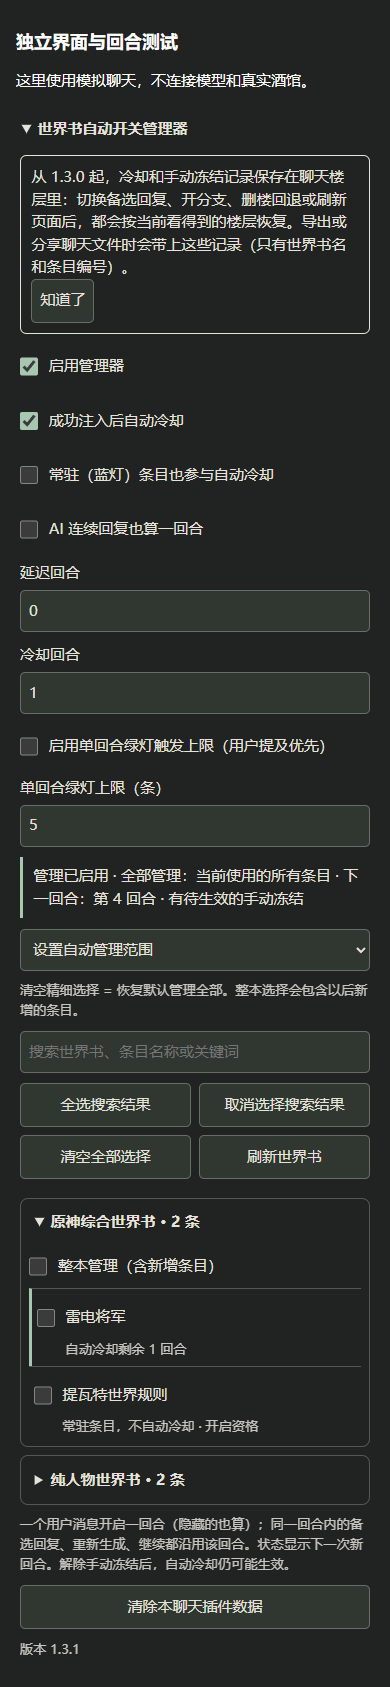 独立界面与回合测试
这里使用模拟聊天，不连接模型和真实酒馆。
▼ 世界书自动开关管理器
从 1.3.0 起，冷却和手动冻结记录保存在聊天楼
层里：切换备选回复、开分支、删楼回退或刷新
页面后，都会按当前看得到的楼层恢复。导出或
分享聊天文件时会带上这些记录（只有世界书名
和条目编号）。
知道了
启用管理器
成功注入后自动冷却
常驻（蓝灯）条目也参与自动冷却
AI 连续回复也算一回合
延迟回合
0
冷却回合
1
启用单回合绿灯触发上限（用户提及优先）
单回合绿灯上限（条）
5
管理已启用 · 全部管理：当前使用的所有条目 · 下
一回合：第 4 回合 · 有待生效的手动冻结
设置自动管理范围
清空精细选择 = 恢复默认管理全部。整本选择会包含以后新
增的条目。
搜索世界书、条目名称或关键词
全选搜索结果
取消选择搜索结果
清空全部选择
刷新世界书
▼ 原神综合世界书 • 2 条
整本管理（含新增条目）
雷电将军
自动冷却剩余 1 回合
提瓦特世界规则
常驻条目，不自动冷却 · 开启资格
▶ 纯人物世界书 • 2 条
一个用户消息开启一回合（隐藏的也算）；同一回合内的备
选回复、重新生成、继续都沿用该回合。状态显示下一次新
回合。解除手动冻结后，自动冷却仍可能生效。
清除本聊天插件数据
版本 1.3.1